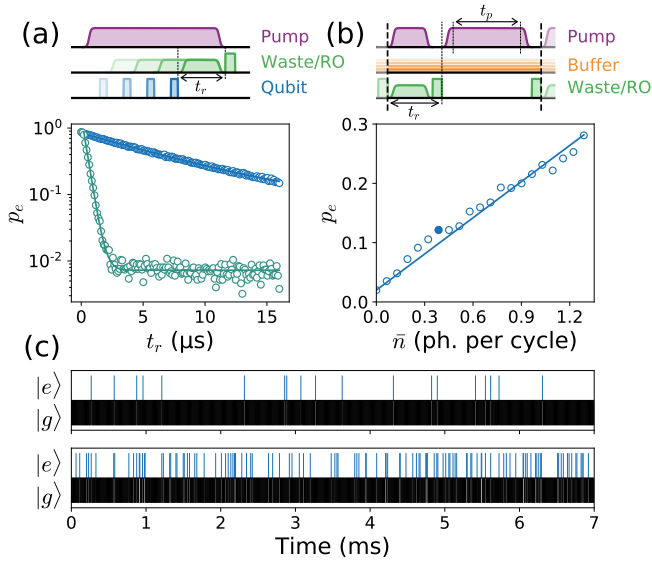 (a)
Pump
Waste/RO
Qubit
t_r
(b)
t_p
Pump
Buffer
Waste/RO
t_r
10^0
10^{-1}
10^{-2}
p_e
0 5 10 15
t_r (μs)
0.3
0.2
0.1
0.0
p_e
0.0 0.3 0.6 0.9 1.2
n̄ (ph. per cycle)
(c)
|e⟩
|g⟩
|e⟩
|g⟩
0 1 2 3 4 5 6 7
Time (ms)